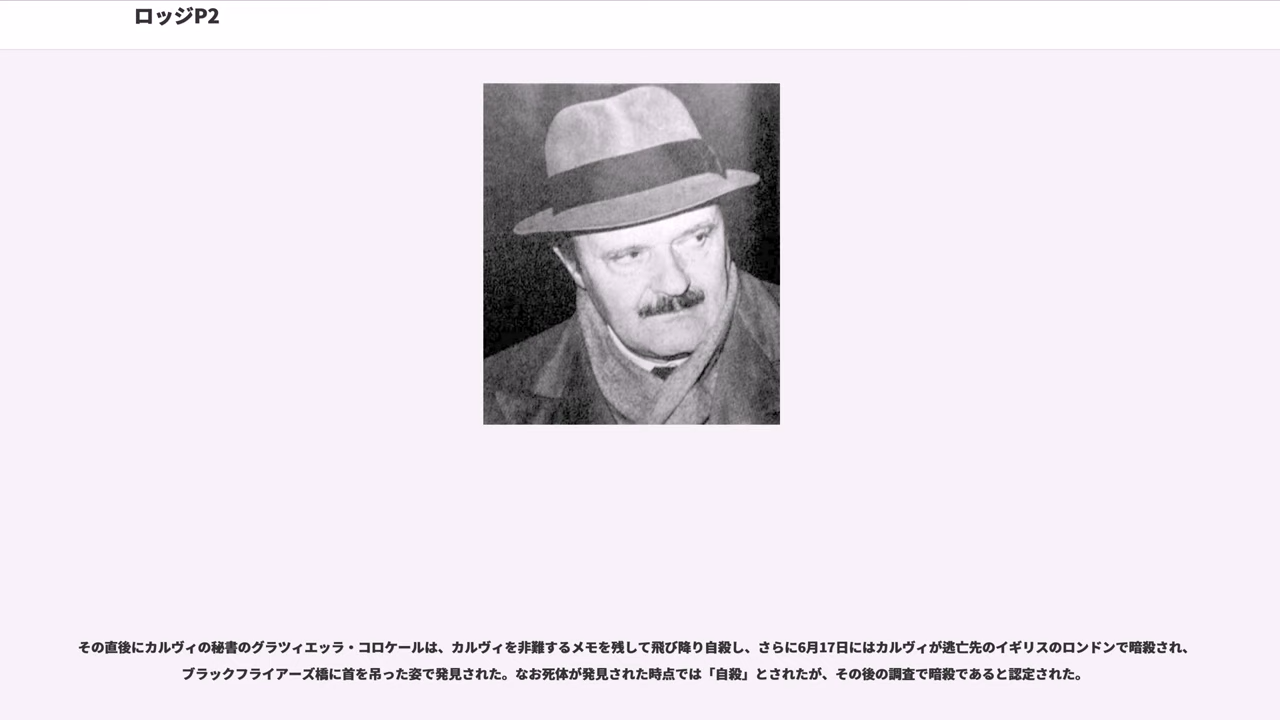 ロッジP2
その直後にカルヴィの秘書のグラツィエッラ・コロケールは、カルヴィを非難するメモを残して飛び降り自殺し、さらに6月17日にはカルヴィが逃亡先のイギリスのロンドンで暗殺され、
ブラックフライアーズ橋に首を吊った姿で発見された。なお死体が発見された時点では「自殺」とされたが、その後の調査で暗殺であると認定された。